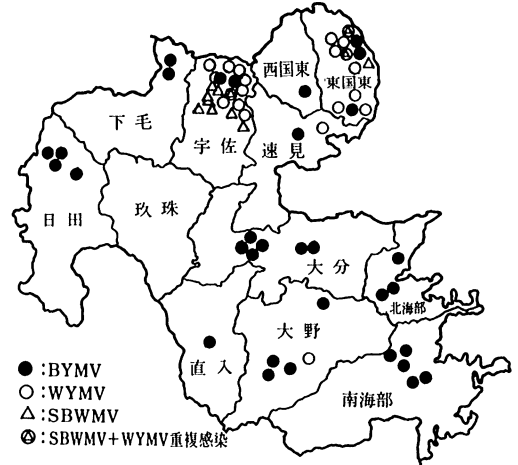 西国東
東国東
下毛
宇佐
速見
日田
玖珠
大分
北海部
大野
直入
南海部
●:BYMV
○:WYMV
△:SBWMV
:SBWMV+WYMV重複感染